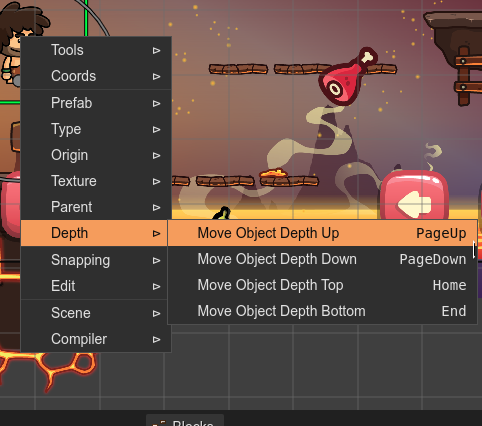 Tools
Coords
Prefab
Type
Origin
Texture
Parent
Depth
Move Object Depth Up PageUp
Move Object Depth Down PageDown
Move Object Depth Top Home
Move Object Depth Bottom End
Snapping
Edit
Scene
Compiler
Blocks